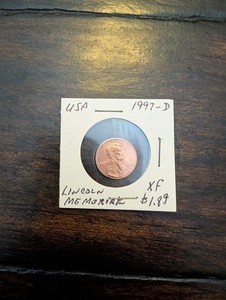 USA 1997-D
LINCOLN XF
MEMORIAL $1.89